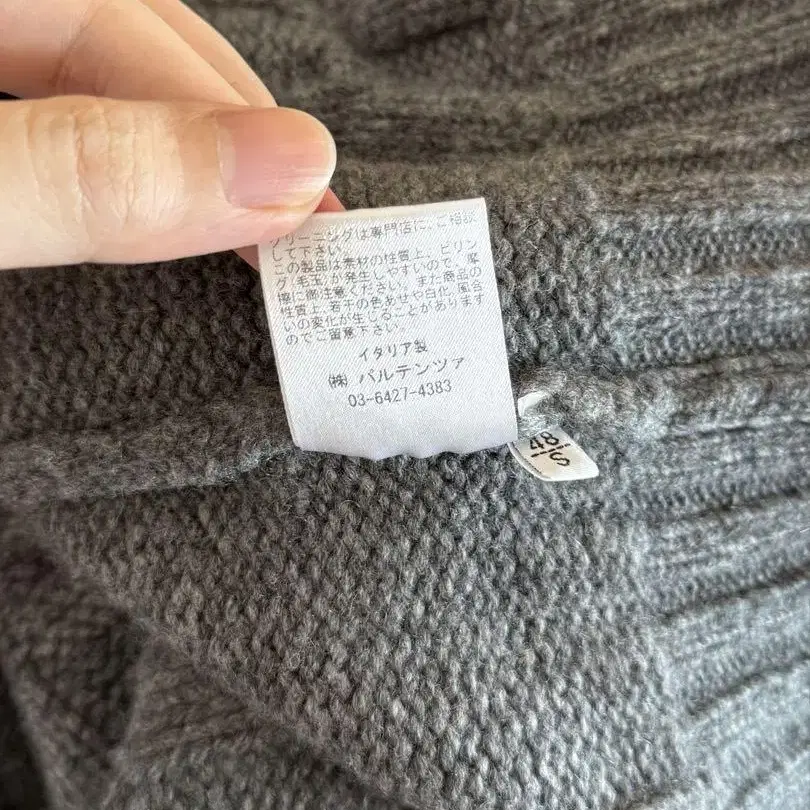 クリーニングは専門店に、ご相談
して下さい。
この製品は素材の性質上、ピリン
グ(毛玉)が発生しやすいので、摩
擦に御注意ください。また商品の
性質上、若干の色あせや白化、風合
いの変化が生じることがあります
のでご留意下さい。
イタリア製
㈱ バルテンツァ
03-6427-4383
48/S